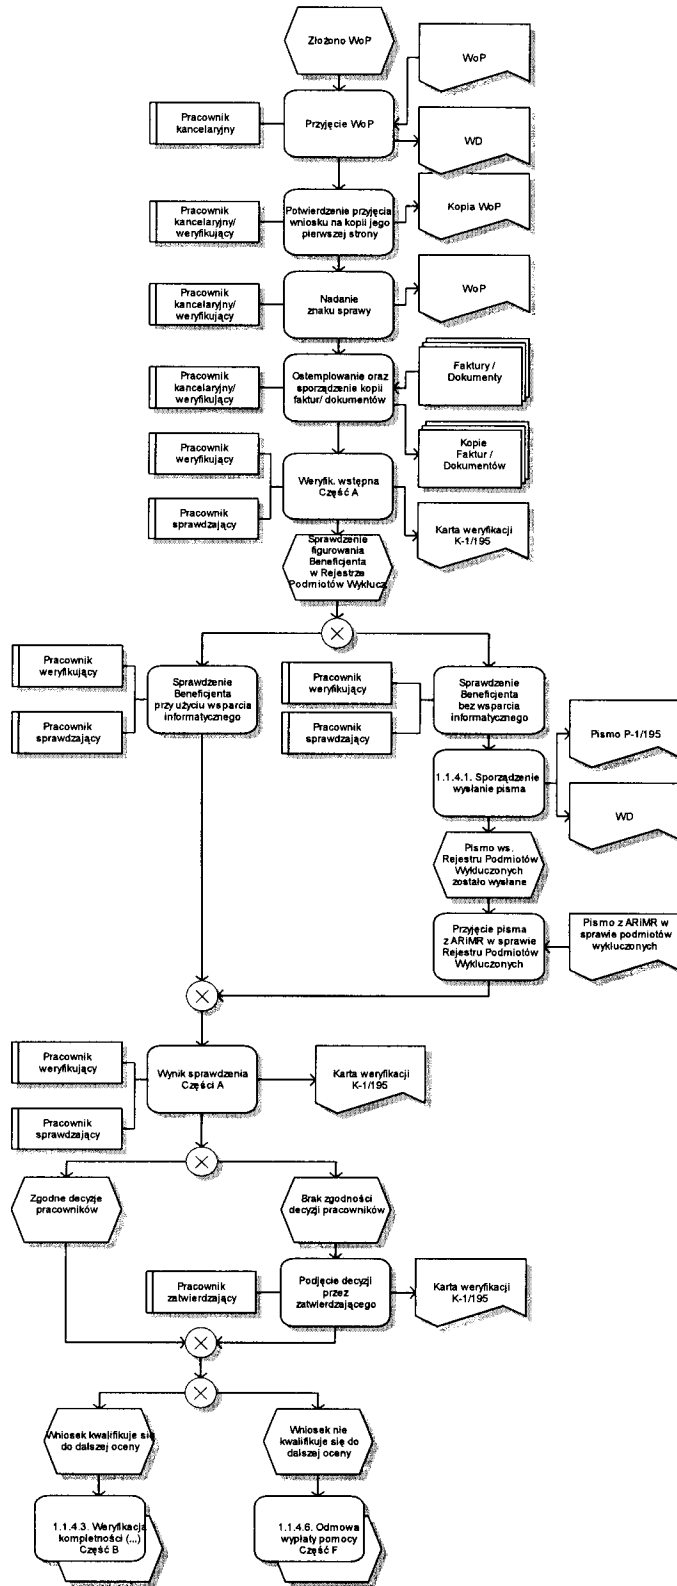 Złożono WoP
WoP
Pracownik
kancelaryjny
Przyjęcie WoP
WD
Pracownik
kancelaryjny/
weryfikujący
Potwierdzenie przyjęcia
wniosku na kopii jego
pierwszej strony
Kopia WoP
Pracownik
kancelaryjny/
weryfikujący
Nadanie
znaku sprawy
WoP
Pracownik
kancelaryjny/
weryfikujący
Ostemplowanie oraz
sporządzenie kopii
faktur/ dokumentów
Faktury /
Dokumenty
Kopie
Faktur /
Dokumentów
Pracownik
weryfikujący
Weryfik. wstępna
Część A
Pracownik
sprawdzający
Karta weryfikacji
K-1/195
Sprawdzenie
figurowania
Beneficjenta
w Rejestrze
Podmiotów Wyklucz.
Pracownik
weryfikujący
Pracownik
sprawdzający
Sprawdzenie
Beneficjenta
przy użyciu wsparcia
informatycznego
Pracownik
weryfikujący
Pracownik
sprawdzający
Sprawdzenie
Beneficjenta
bez wsparcia
informatycznego
Pismo P-1/195
1.1.4.1. Sporządzenie
wysłanie pisma
WD
Pismo ws.
Rejestru Podmiotów
Wykluczonych
zostało wysłane
Przyjęcie pisma
z ARiMR w sprawie
Rejestru Podmiotów
Wykluczonych
Pismo z ARiMR w
sprawie podmiotów
wykluczonych
Pracownik
weryfikujący
Wynik sprawdzenia
Części A
Karta weryfikacji
K-1/195
Pracownik
sprawdzający
Zgodne decyzje
pracowników
Brak zgodności
decyzji pracowników
Pracownik
zatwierdzający
Podjęcie decyzji
przez
zatwierdzającego
Karta weryfikacji
K-1/195
Wniosek kwalifikuje się
do dalszej oceny
Wniosek nie
kwalifikuje się do
dalszej oceny
1.1.4.3. Weryfikacja
kompletności (...)
Część B
1.1.4.6. Odmowa
wypłaty pomocy
Część F